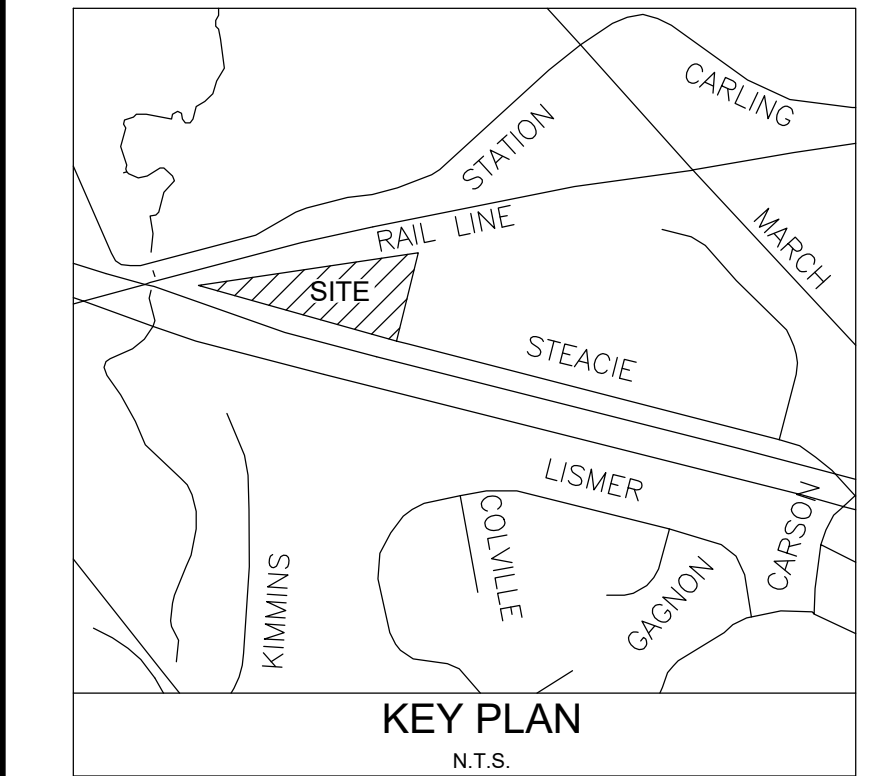 CARLING
STATION
MARCH
RAIL LINE
SITE
STEACIE
LISMER
CARSON
COLVILLE
GAGNON
KIMMINS
KEY PLAN
N.T.S.